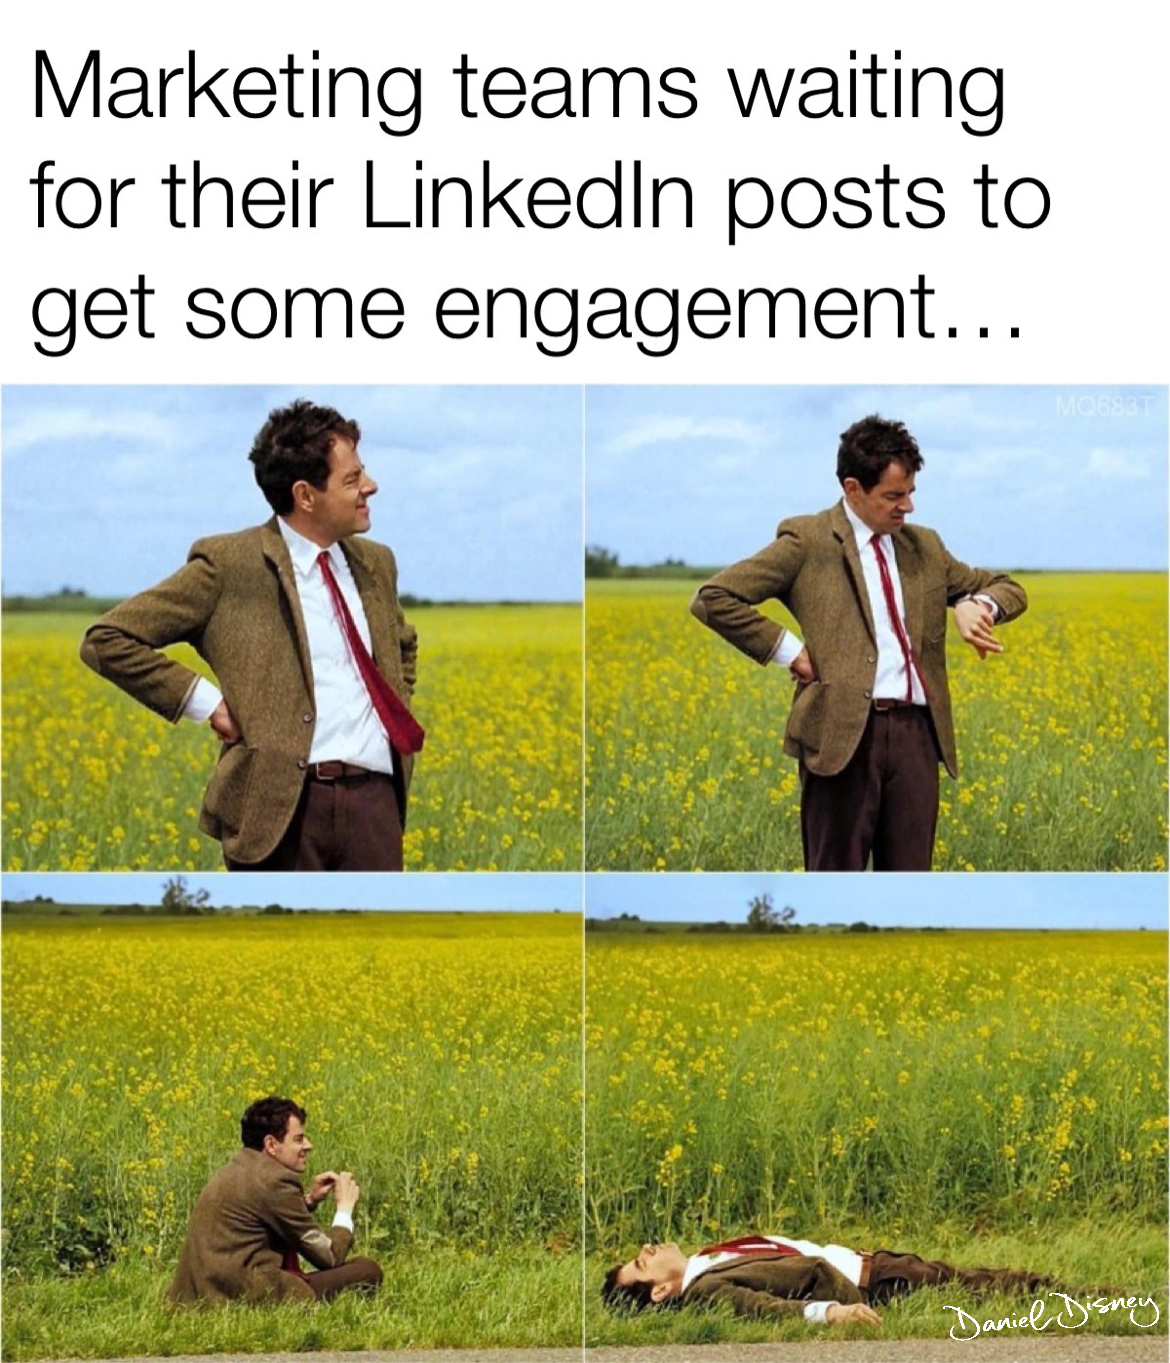 Marketing teams waiting
for their LinkedIn posts to
get some engagement...
MQ683T
Daniel Disney